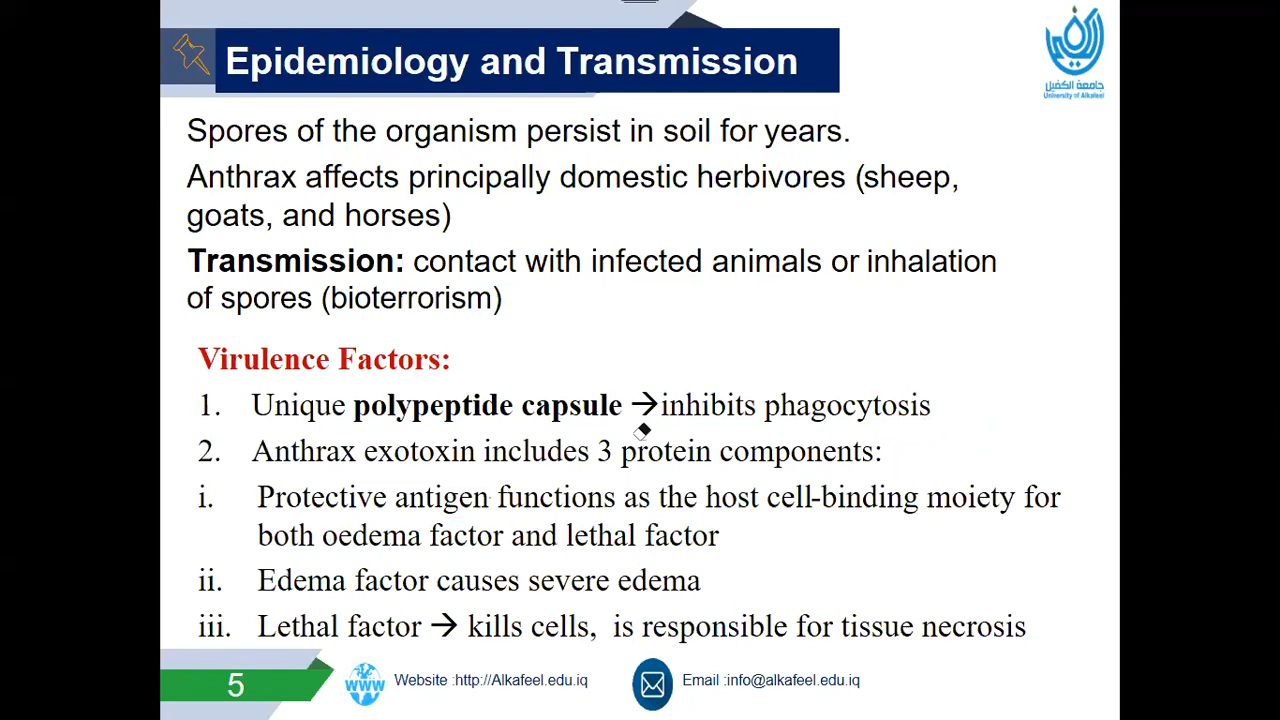 Epidemiology and Transmission
جامعة الكفيل
University of Alkafeel
Spores of the organism persist in soil for years.
Anthrax affects principally domestic herbivores (sheep,
goats, and horses)
Transmission: contact with infected animals or inhalation
of spores (bioterrorism)
Virulence Factors:
1. Unique polypeptide capsule →inhibits phagocytosis
2. Anthrax exotoxin includes 3 protein components:
i. Protective antigen functions as the host cell-binding moiety for
both oedema factor and lethal factor
ii. Edema factor causes severe edema
iii. Lethal factor → kills cells, is responsible for tissue necrosis
5
WWW
Website :http://Alkafeel.edu.iq
Email :info@alkafeel.edu.iq